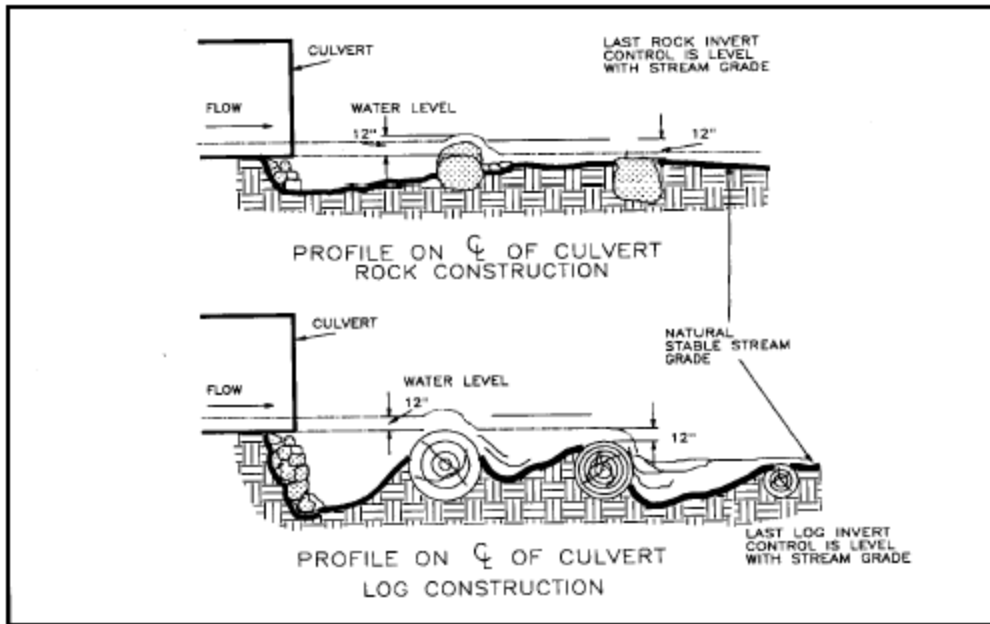 CULVERT
LAST ROCK INVERT
CONTROL IS LEVEL
WITH STREAM GRADE
FLOW
WATER LEVEL
12"
12"
PROFILE ON ℄ OF CULVERT
ROCK CONSTRUCTION
CULVERT
NATURAL
STABLE STREAM
GRADE
FLOW
WATER LEVEL
12"
12"
LAST LOG INVERT
CONTROL IS LEVEL
WITH STREAM GRADE
PROFILE ON ℄ OF CULVERT
LOG CONSTRUCTION